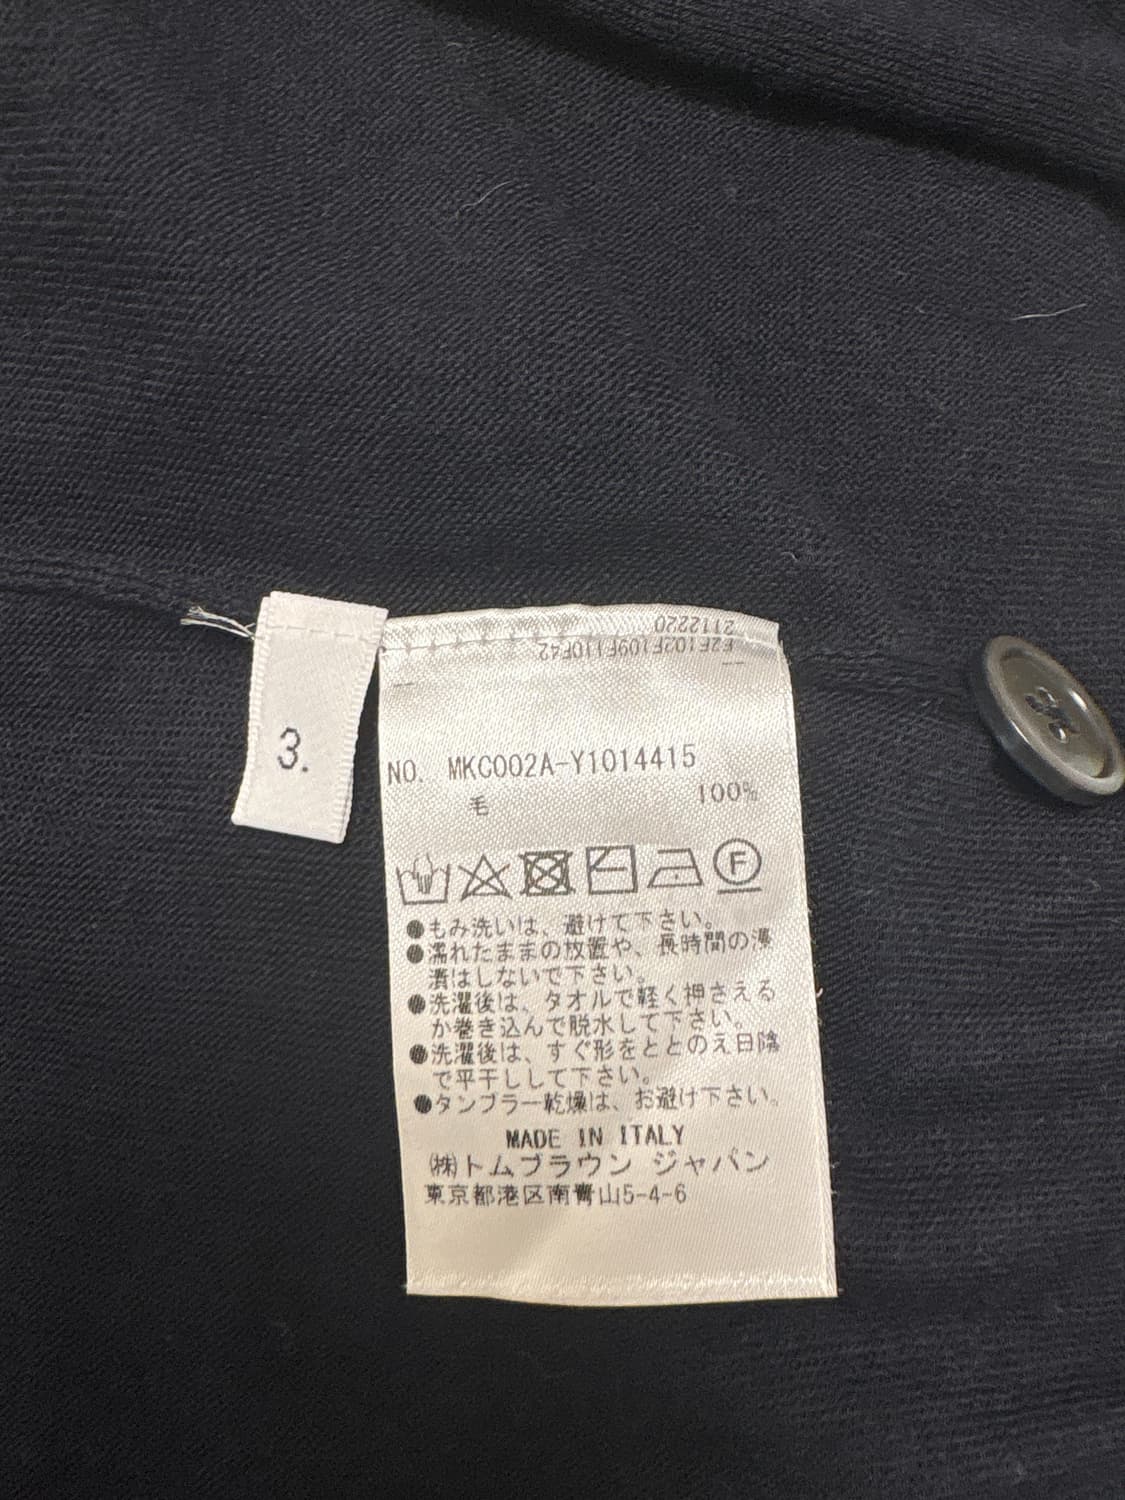 3.
2112220
F2F102F109F110F42
NO. MKC002A-Y1014415
毛 100%
F
●もみ洗いは、避けて下さい。
●濡れたままの放置や、長時間の浸
漬はしないで下さい。
●洗濯後は、タオルで軽く押さえる
か巻き込んで脱水して下さい。
●洗濯後は、すぐ形をととのえ日陰
で平干しして下さい。
●タンブラー乾燥は、お避け下さい。
MADE IN ITALY
㈱トムブラウン ジャパン
東京都港区南青山5-4-6